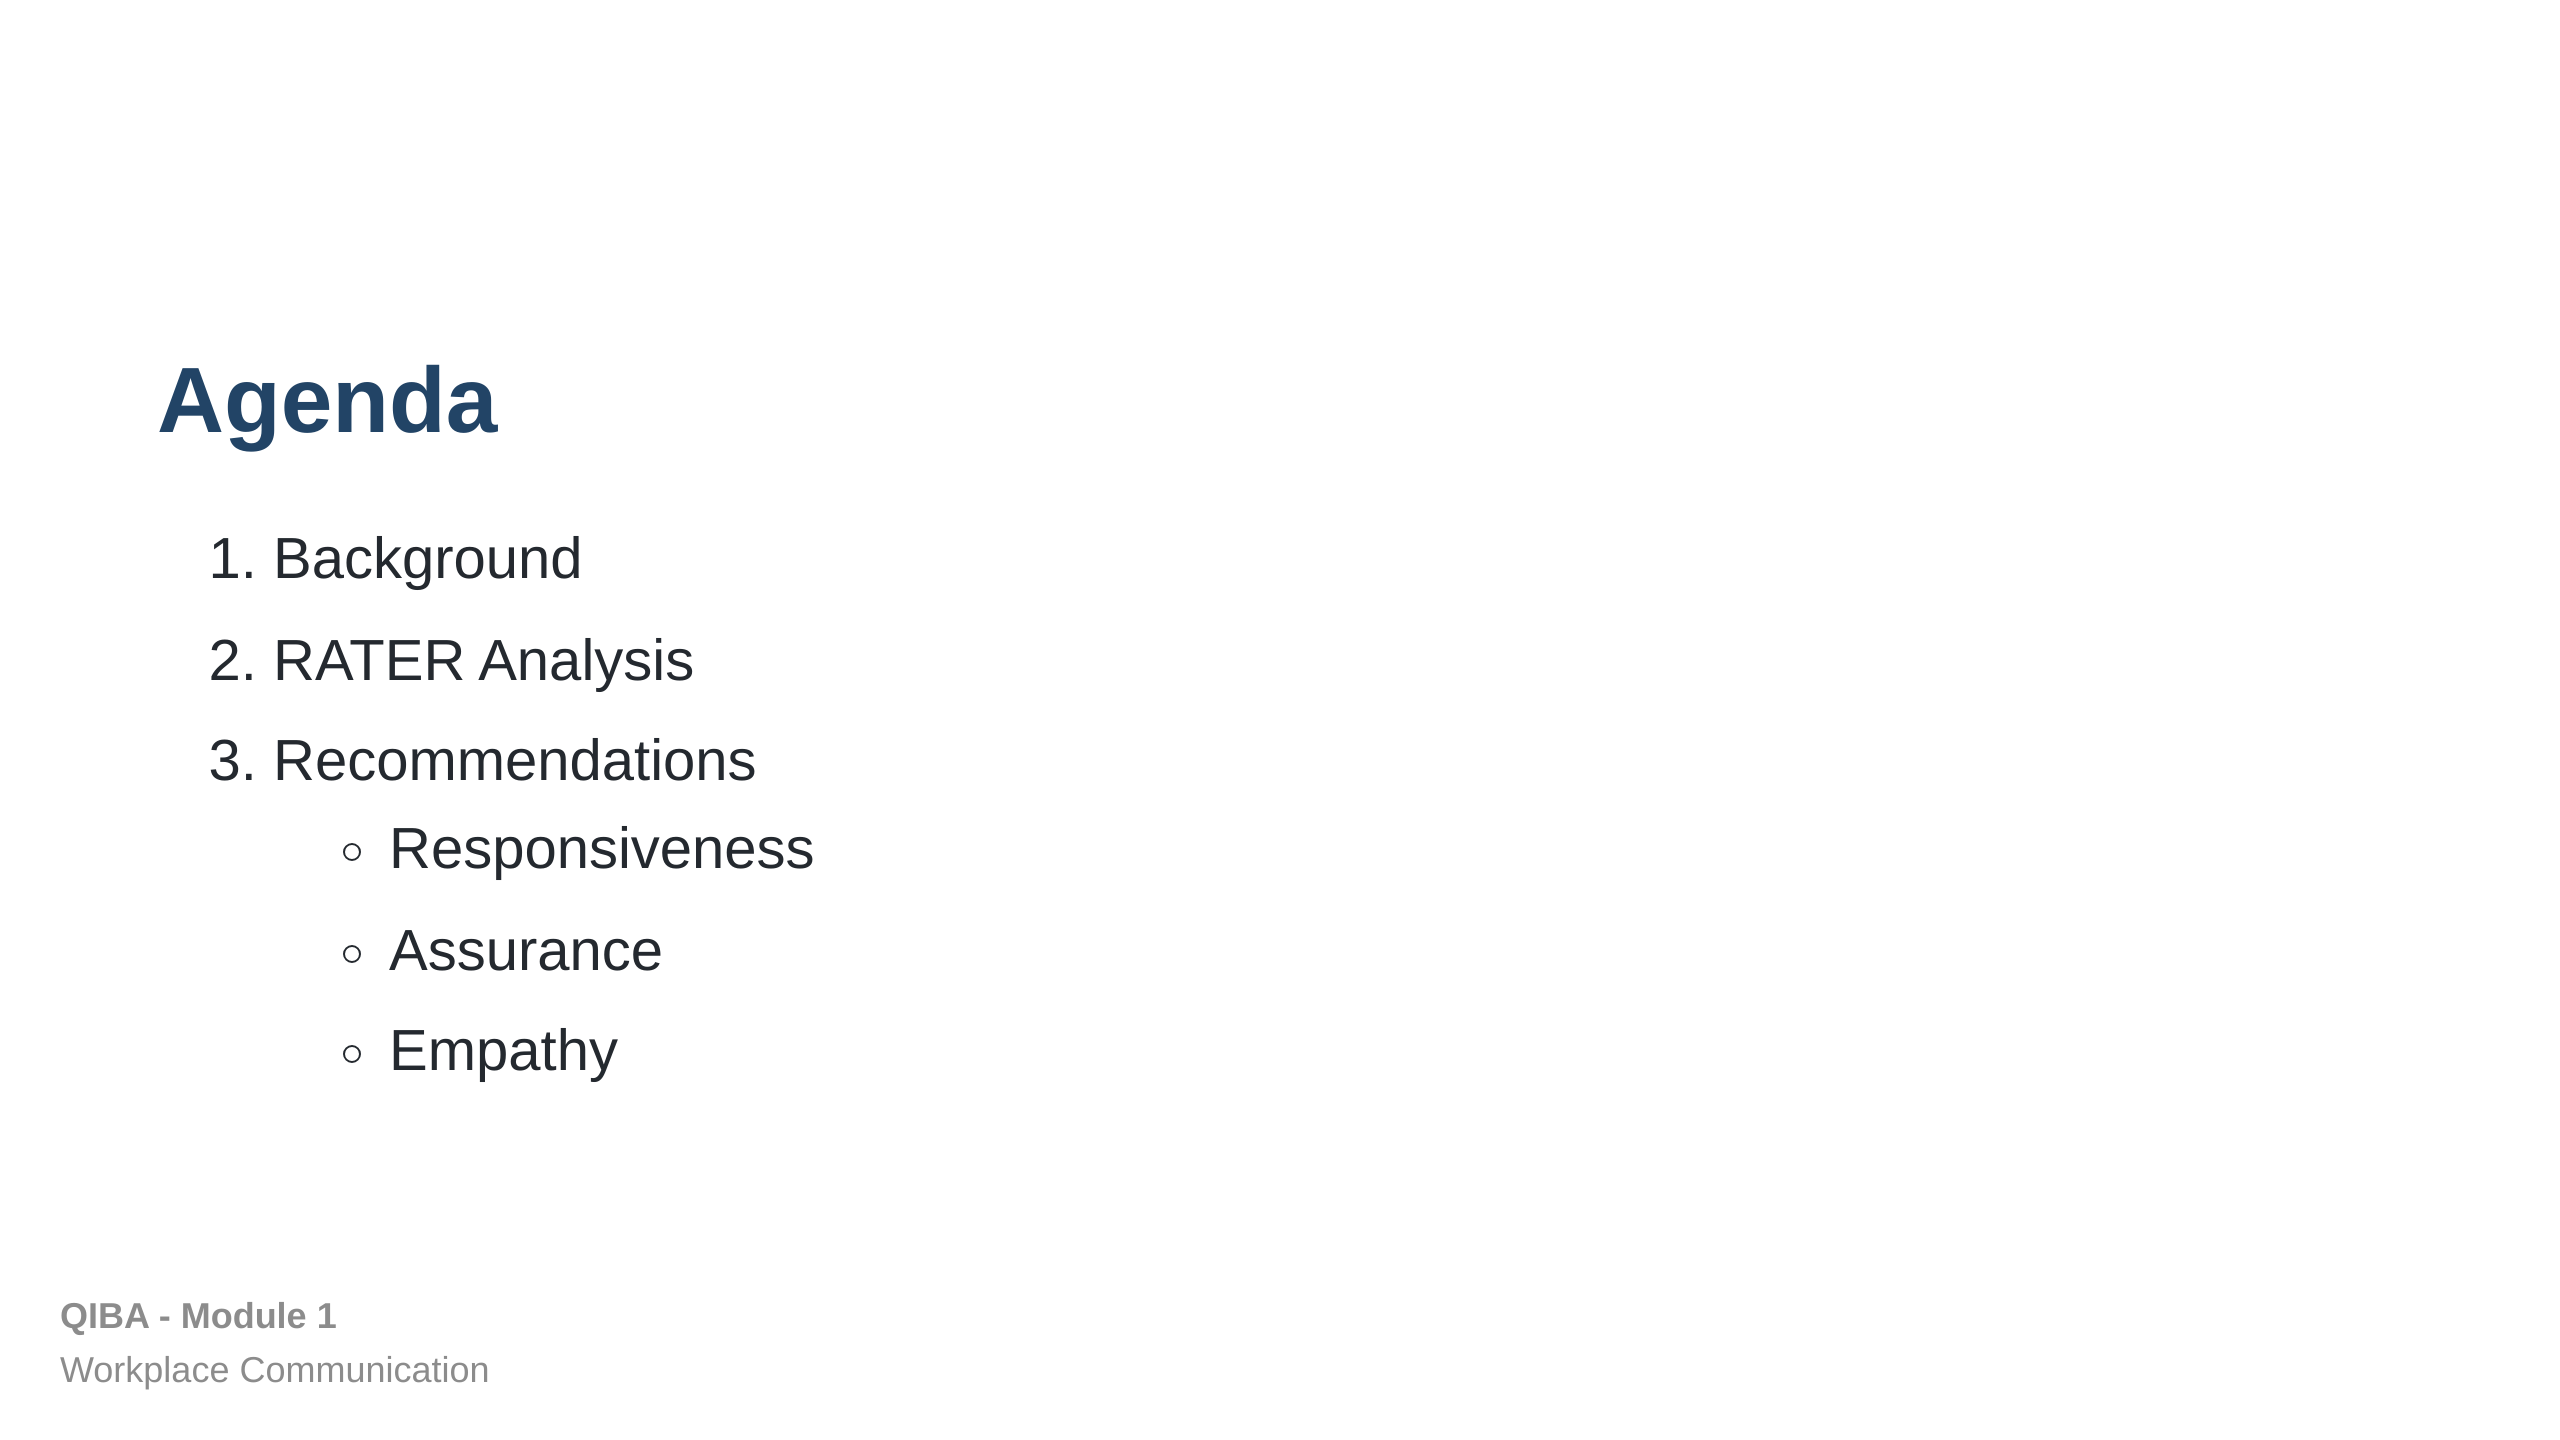 Agenda
1. Background
2. RATER Analysis
3. Recommendations
◦ Responsiveness
◦ Assurance
◦ Empathy
QIBA - Module 1
Workplace Communication